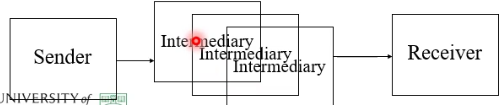 Sender
Intermediary
Intermediary
Intermediary
Receiver
UNIVERSITY of